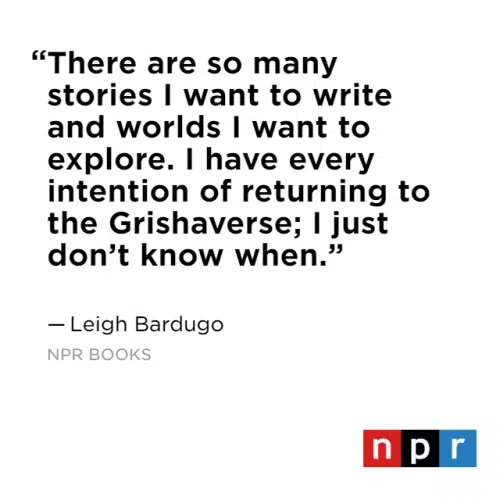 “There are so many
stories I want to write
and worlds I want to
explore. I have every
intention of returning to
the Grishaverse; I just
don’t know when.”
— Leigh Bardugo
NPR BOOKS
npr